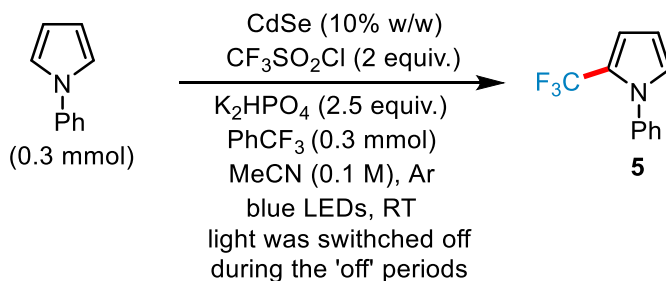 N
Ph
(0.3 mmol)
CdSe (10% w/w)
CF₃SO₂Cl (2 equiv.)
K₂HPO₄ (2.5 equiv.)
PhCF₃ (0.3 mmol)
MeCN (0.1 M), Ar
blue LEDs, RT
light was swithched off
during the 'off' periods
F₃C
N
Ph
5